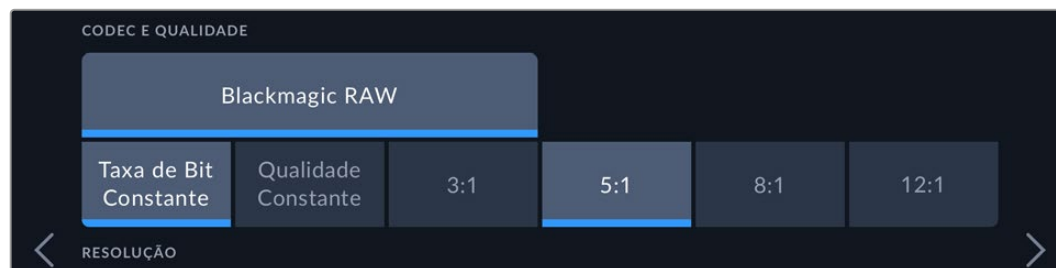 CODEC E QUALIDADE
Blackmagic RAW
Taxa de Bit
Constante
Qualidade
Constante
3:1
5:1
8:1
12:1
RESOLUÇÃO